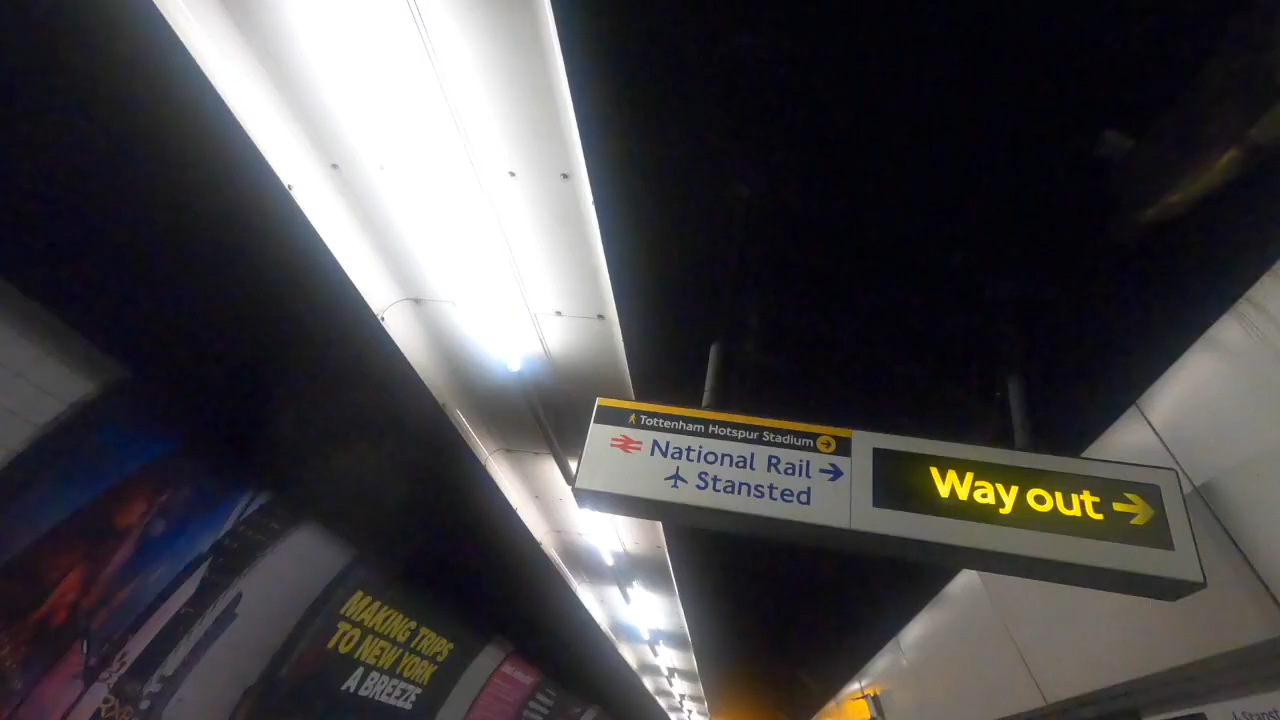 Tottenham Hotspur Stadium
National Rail
Stansted
Way out
MAKING TRIPS
TO NEW YORK
A BREEZE